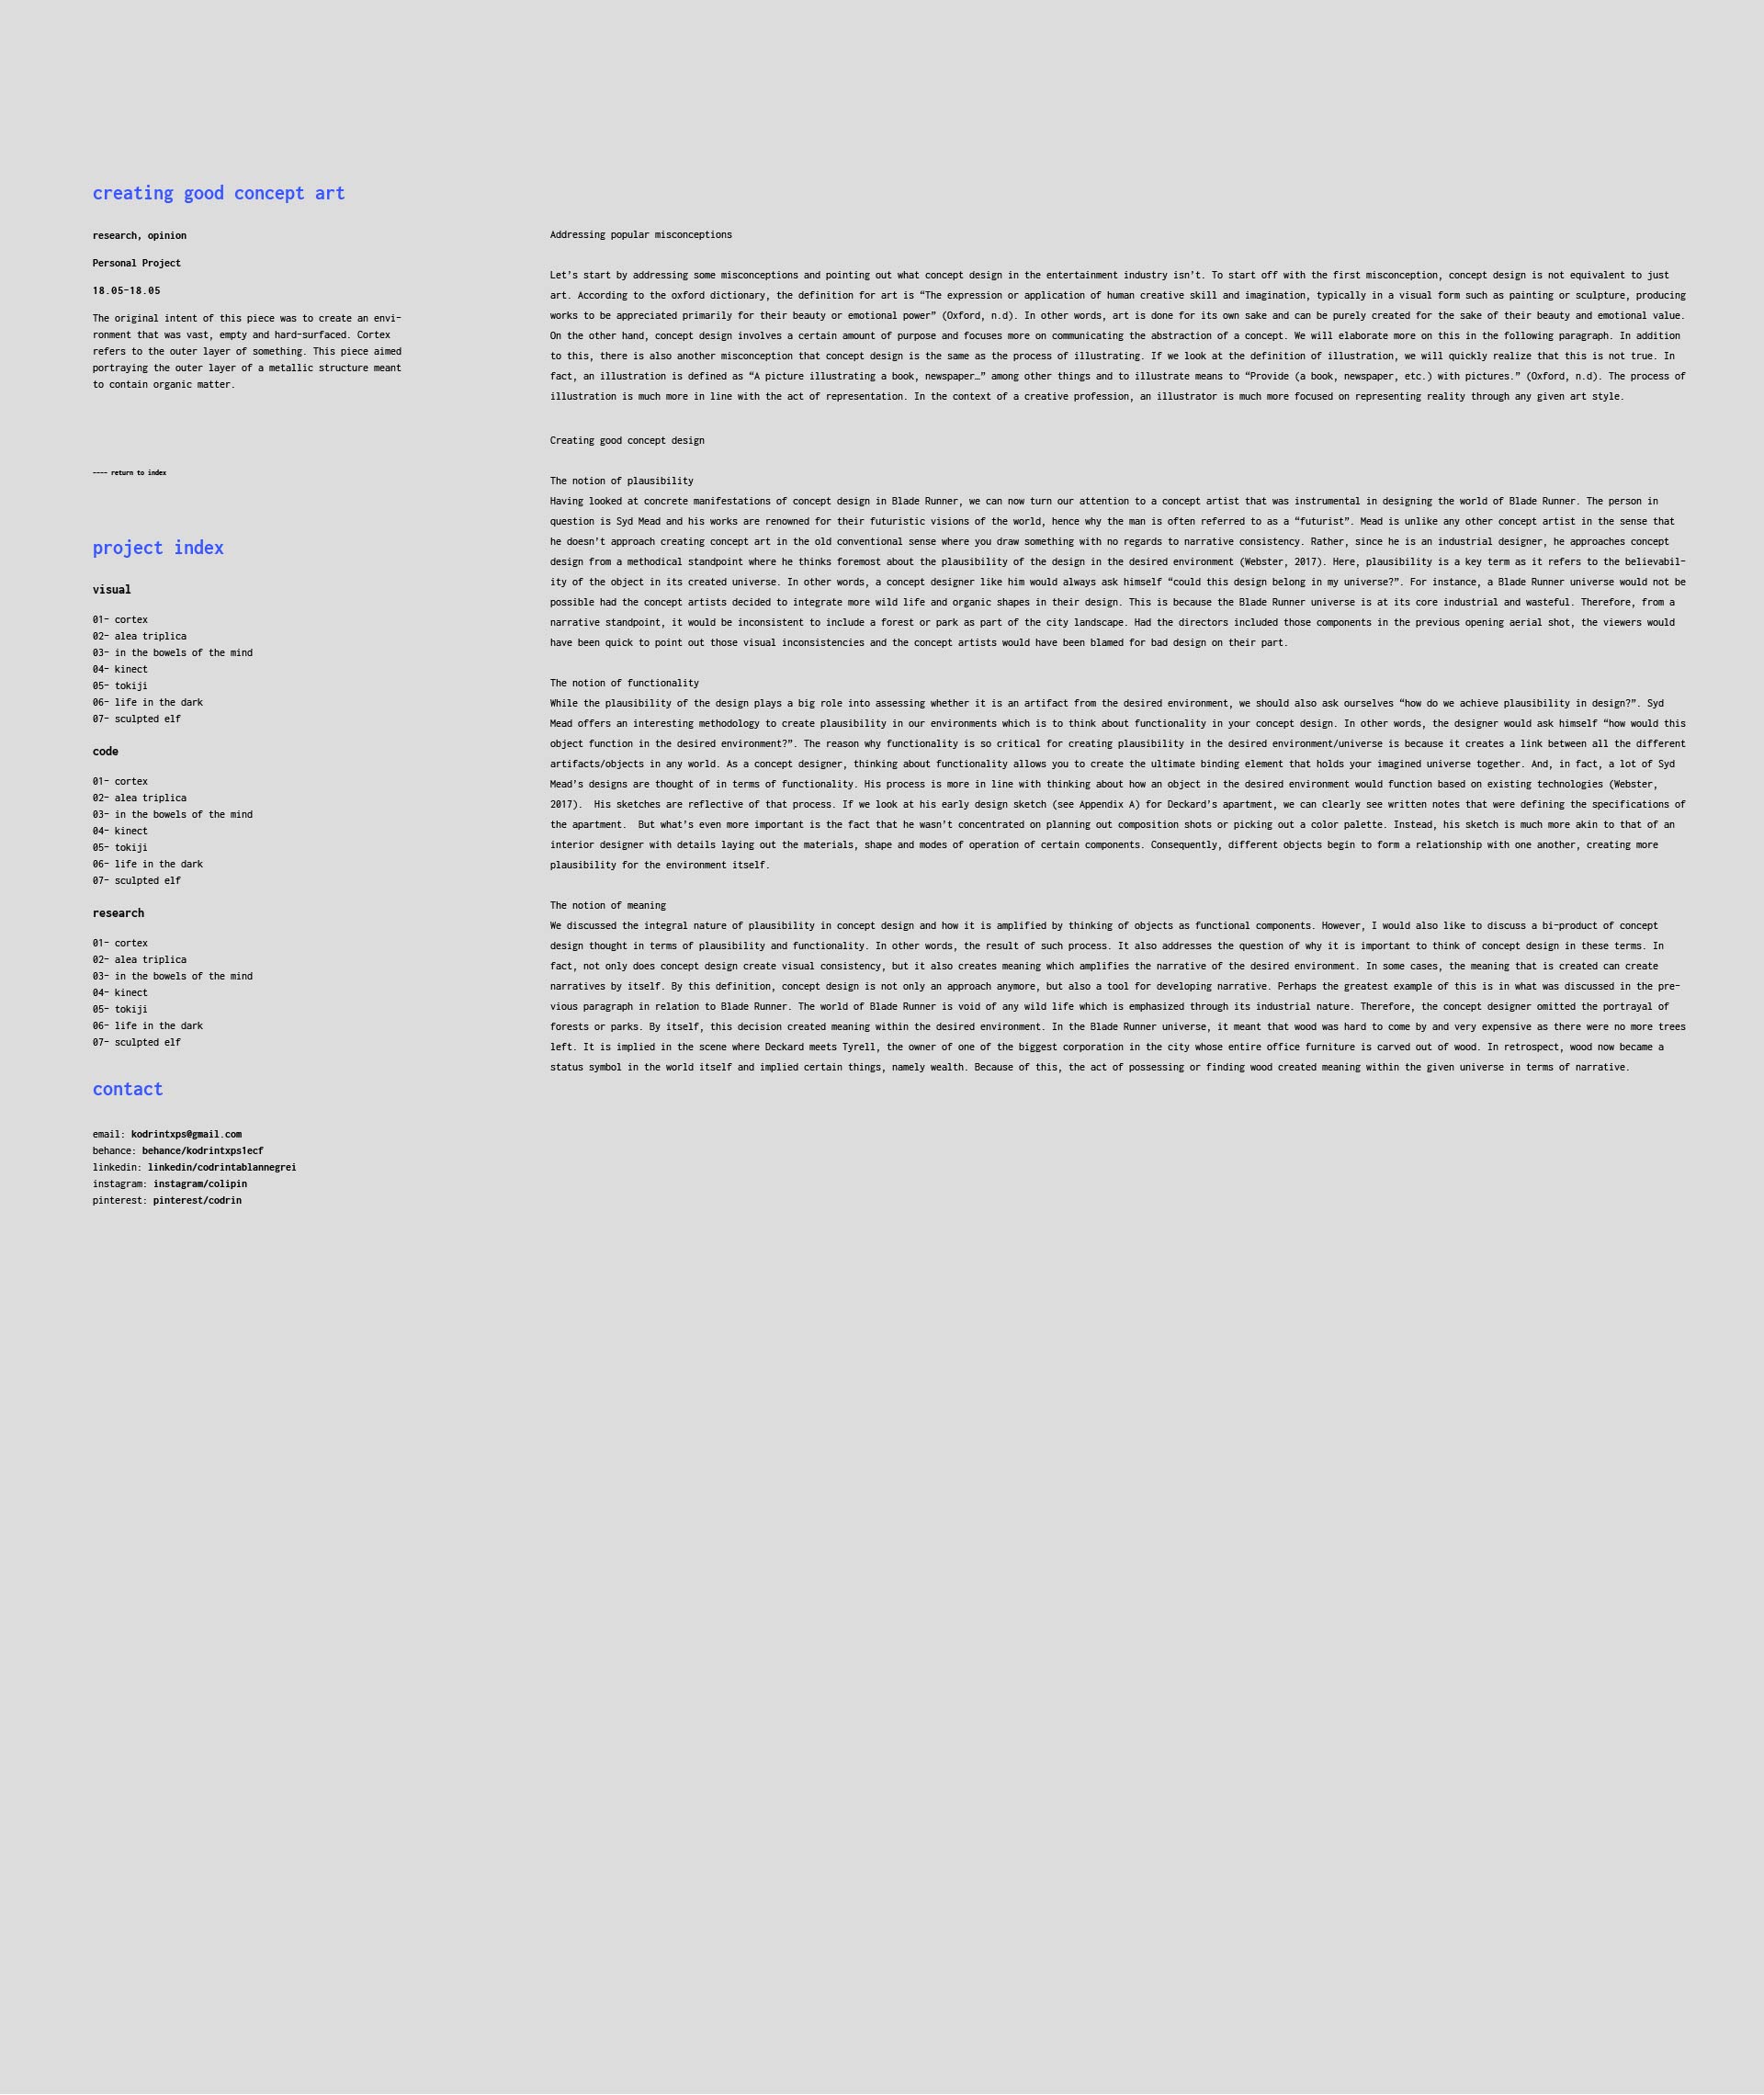 creating good concept art
research, opinion
Personal Project
18.05-18.05
The original intent of this piece was to create an envi-
ronment that was vast, empty and hard-surfaced. Cortex
refers to the outer layer of something. This piece aimed
portraying the outer layer of a metallic structure meant
to contain organic matter.
---- return to index
project index
visual
01- cortex
02- alea triplica
03- in the bowels of the mind
04- kinect
05- tokiji
06- life in the dark
07- sculpted elf
code
01- cortex
02- alea triplica
03- in the bowels of the mind
04- kinect
05- tokiji
06- life in the dark
07- sculpted elf
research
01- cortex
02- alea triplica
03- in the bowels of the mind
04- kinect
05- tokiji
06- life in the dark
07- sculpted elf
contact
email: kodrintxps@gmail.com
behance: behance/kodrintxps1ecf
linkedin: linkedin/codrintablannegrei
instagram: instagram/colipin
pinterest: pinterest/codrin
Addressing popular misconceptions
Let’s start by addressing some misconceptions and pointing out what concept design in the entertainment industry isn’t. To start off with the first misconception, concept design is not equivalent to just
art. According to the oxford dictionary, the definition for art is “The expression or application of human creative skill and imagination, typically in a visual form such as painting or sculpture, producing
works to be appreciated primarily for their beauty or emotional power” (Oxford, n.d). In other words, art is done for its own sake and can be purely created for the sake of their beauty and emotional value.
On the other hand, concept design involves a certain amount of purpose and focuses more on communicating the abstraction of a concept. We will elaborate more on this in the following paragraph. In addition
to this, there is also another misconception that concept design is the same as the process of illustrating. If we look at the definition of illustration, we will quickly realize that this is not true. In
fact, an illustration is defined as “A picture illustrating a book, newspaper…” among other things and to illustrate means to “Provide (a book, newspaper, etc.) with pictures.” (Oxford, n.d). The process of
illustration is much more in line with the act of representation. In the context of a creative profession, an illustrator is much more focused on representing reality through any given art style.
Creating good concept design
The notion of plausibility
Having looked at concrete manifestations of concept design in Blade Runner, we can now turn our attention to a concept artist that was instrumental in designing the world of Blade Runner. The person in
question is Syd Mead and his works are renowned for their futuristic visions of the world, hence why the man is often referred to as a “futurist”. Mead is unlike any other concept artist in the sense that
he doesn’t approach creating concept art in the old conventional sense where you draw something with no regards to narrative consistency. Rather, since he is an industrial designer, he approaches concept
design from a methodical standpoint where he thinks foremost about the plausibility of the design in the desired environment (Webster, 2017). Here, plausibility is a key term as it refers to the believabil-
ity of the object in its created universe. In other words, a concept designer like him would always ask himself “could this design belong in my universe?”. For instance, a Blade Runner universe would not be
possible had the concept artists decided to integrate more wild life and organic shapes in their design. This is because the Blade Runner universe is at its core industrial and wasteful. Therefore, from a
narrative standpoint, it would be inconsistent to include a forest or park as part of the city landscape. Had the directors included those components in the previous opening aerial shot, the viewers would
have been quick to point out those visual inconsistencies and the concept artists would have been blamed for bad design on their part.
The notion of functionality
While the plausibility of the design plays a big role into assessing whether it is an artifact from the desired environment, we should also ask ourselves “how do we achieve plausibility in design?”. Syd
Mead offers an interesting methodology to create plausibility in our environments which is to think about functionality in your concept design. In other words, the designer would ask himself “how would this
object function in the desired environment?”. The reason why functionality is so critical for creating plausibility in the desired environment/universe is because it creates a link between all the different
artifacts/objects in any world. As a concept designer, thinking about functionality allows you to create the ultimate binding element that holds your imagined universe together. And, in fact, a lot of Syd
Mead’s designs are thought of in terms of functionality. His process is more in line with thinking about how an object in the desired environment would function based on existing technologies (Webster,
2017).  His sketches are reflective of that process. If we look at his early design sketch (see Appendix A) for Deckard’s apartment, we can clearly see written notes that were defining the specifications of
the apartment.  But what’s even more important is the fact that he wasn’t concentrated on planning out composition shots or picking out a color palette. Instead, his sketch is much more akin to that of an
interior designer with details laying out the materials, shape and modes of operation of certain components. Consequently, different objects begin to form a relationship with one another, creating more
plausibility for the environment itself.
The notion of meaning
We discussed the integral nature of plausibility in concept design and how it is amplified by thinking of objects as functional components. However, I would also like to discuss a bi-product of concept
design thought in terms of plausibility and functionality. In other words, the result of such process. It also addresses the question of why it is important to think of concept design in these terms. In
fact, not only does concept design create visual consistency, but it also creates meaning which amplifies the narrative of the desired environment. In some cases, the meaning that is created can create
narratives by itself. By this definition, concept design is not only an approach anymore, but also a tool for developing narrative. Perhaps the greatest example of this is in what was discussed in the pre-
vious paragraph in relation to Blade Runner. The world of Blade Runner is void of any wild life which is emphasized through its industrial nature. Therefore, the concept designer omitted the portrayal of
forests or parks. By itself, this decision created meaning within the desired environment. In the Blade Runner universe, it meant that wood was hard to come by and very expensive as there were no more trees
left. It is implied in the scene where Deckard meets Tyrell, the owner of one of the biggest corporation in the city whose entire office furniture is carved out of wood. In retrospect, wood now became a
status symbol in the world itself and implied certain things, namely wealth. Because of this, the act of possessing or finding wood created meaning within the given universe in terms of narrative.